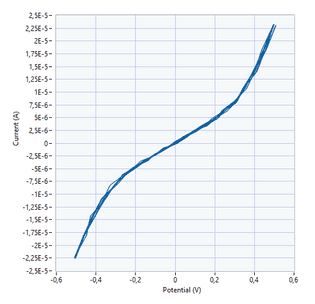 2,5E-5
2,25E-5
2E-5
1,75E-5
1,5E-5
1,25E-5
1E-5
7,5E-6
5E-6
2,5E-6
0
-2,5E-6
-5E-6
-7,5E-6
-1E-5
-1,25E-5
-1,5E-5
-1,75E-5
-2E-5
-2,25E-5
-2,5E-5
Current (A)
-0,6 -0,4 -0,2 0 0,2 0,4 0,6
Potential (V)